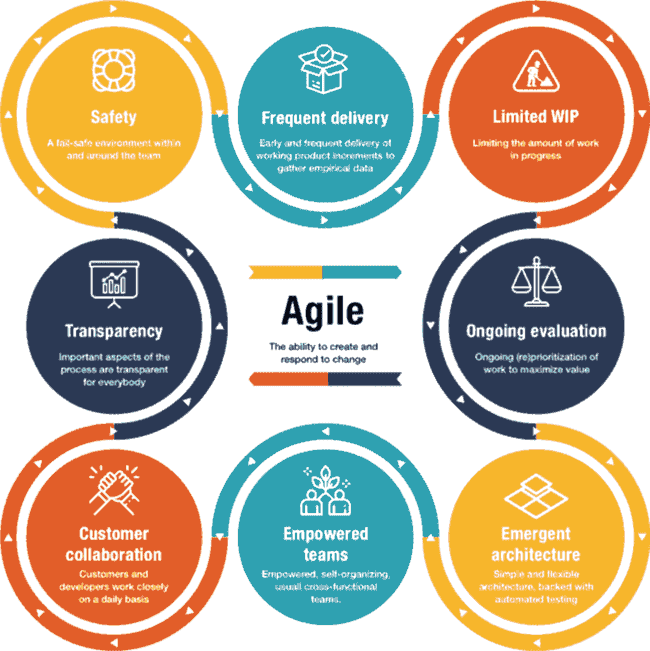 Safety
A fail-safe environment within
and around the team
Frequent delivery
Early and frequent delivery of
working product increments to
gather empirical data
Limited WIP
Limiting the amount of work
in progress
Transparency
Important aspects of the
process are transparent
for everybody
Agile
The ability to create and
respond to change
Ongoing evaluation
Ongoing (re)prioritization of
work to maximize value
Customer
collaboration
Customers and
developers work closely
on a daily basis
Empowered
teams
Empowered, self-organizing,
usuall cross-functional
teams.
Emergent
architecture
Simple and flexible
architecture, backed with
automated testing